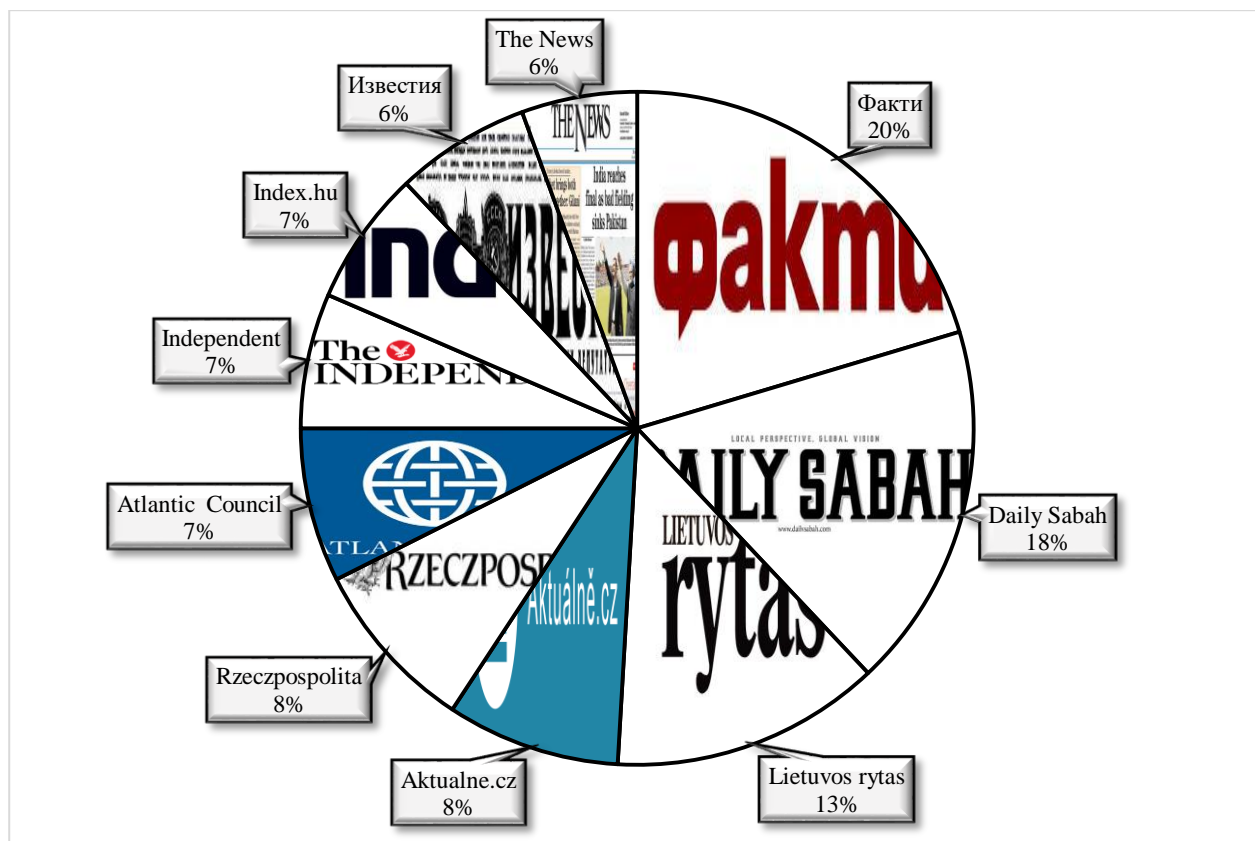 The News
6%
Известия
6%
Факти
20%
Index.hu
7%
Independent
7%
Atlantic Council
7%
Daily Sabah
18%
Rzeczpospolita
8%
Aktualne.cz
8%
Lietuvos rytas
13%
THE NEWS
India reaches
final as bad fielding
sinks Pakistan
факти
ind
ИЗВЕСТ
The
INDEPEN
LOCAL PERSPECTIVE, GLOBAL VISION
DAILY SABAH
www.dailysabah.com
LIETUVOS
rytas
ATLAN
RZECZPOSP
Aktuálně.cz